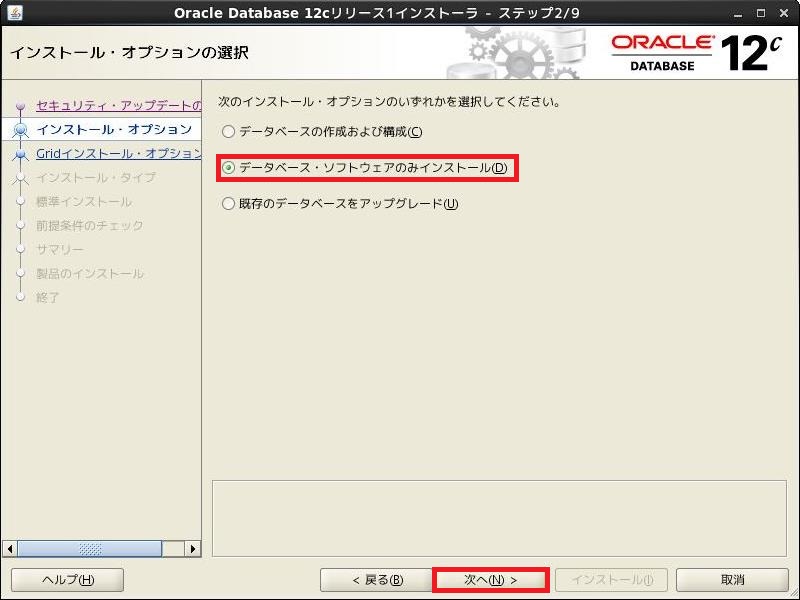 Oracle Database 12cリリース1インストーラ - ステップ2/9
インストール・オプションの選択
ORACLE
DATABASE
12c
セキュリティ・アップデートの
インストール・オプション
Gridインストール・オプション
インストール・タイプ
標準インストール
前提条件のチェック
サマリー
製品のインストール
終了
次のインストール・オプションのいずれかを選択してください。
データベースの作成および構成(C)
データベース・ソフトウェアのみインストール(D)
既存のデータベースをアップグレード(U)
ヘルプ(H)
< 戻る(B)
次へ(N) >
インストール(I)
取消